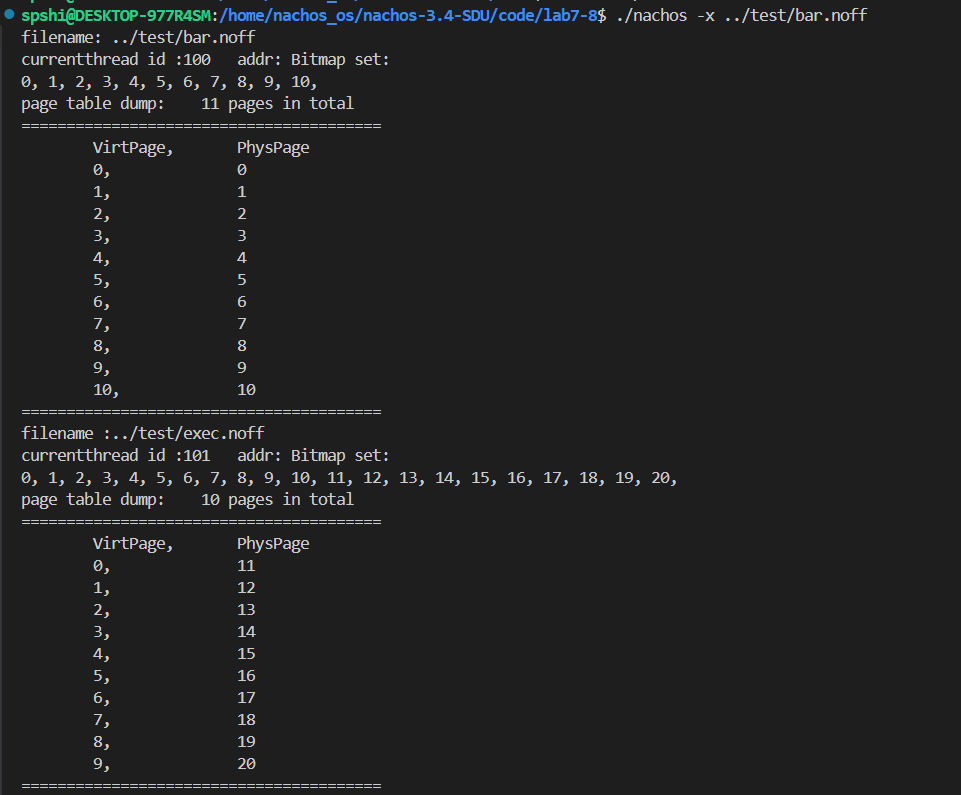 spshi@DESKTOP-977R4SM:/home/nachos_os/nachos-3.4-SDU/code/lab7-8$ ./nachos -x ../test/bar.noff
filename: ../test/bar.noff
currentthread id :100   addr: Bitmap set:
0, 1, 2, 3, 4, 5, 6, 7, 8, 9, 10,
page table dump:    11 pages in total
========================================
        VirtPage,       PhysPage
        0,              0
        1,              1
        2,              2
        3,              3
        4,              4
        5,              5
        6,              6
        7,              7
        8,              8
        9,              9
        10,             10
========================================
filename :../test/exec.noff
currentthread id :101   addr: Bitmap set:
0, 1, 2, 3, 4, 5, 6, 7, 8, 9, 10, 11, 12, 13, 14, 15, 16, 17, 18, 19, 20,
page table dump:    10 pages in total
========================================
        VirtPage,       PhysPage
        0,              11
        1,              12
        2,              13
        3,              14
        4,              15
        5,              16
        6,              17
        7,              18
        8,              19
        9,              20
========================================